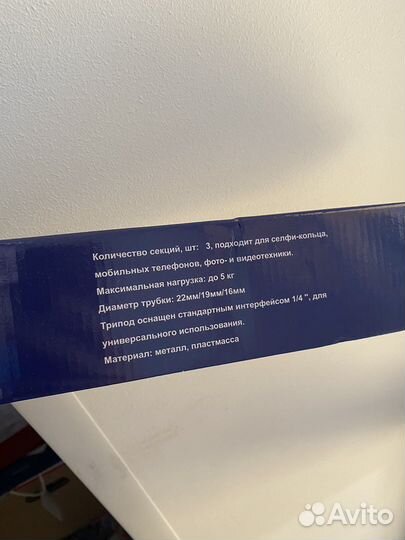 Количество секций, шт: 3, подходит для селфи-кольца,
мобильных телефонов, фото- и видеотехники.
Максимальная нагрузка: до 5 кг
Диаметр трубки: 22мм/19мм/16мм
Трипод оснащен стандартным интерфейсом 1/4 ", для
универсального использования.
Материал: металл, пластмасса
Avito